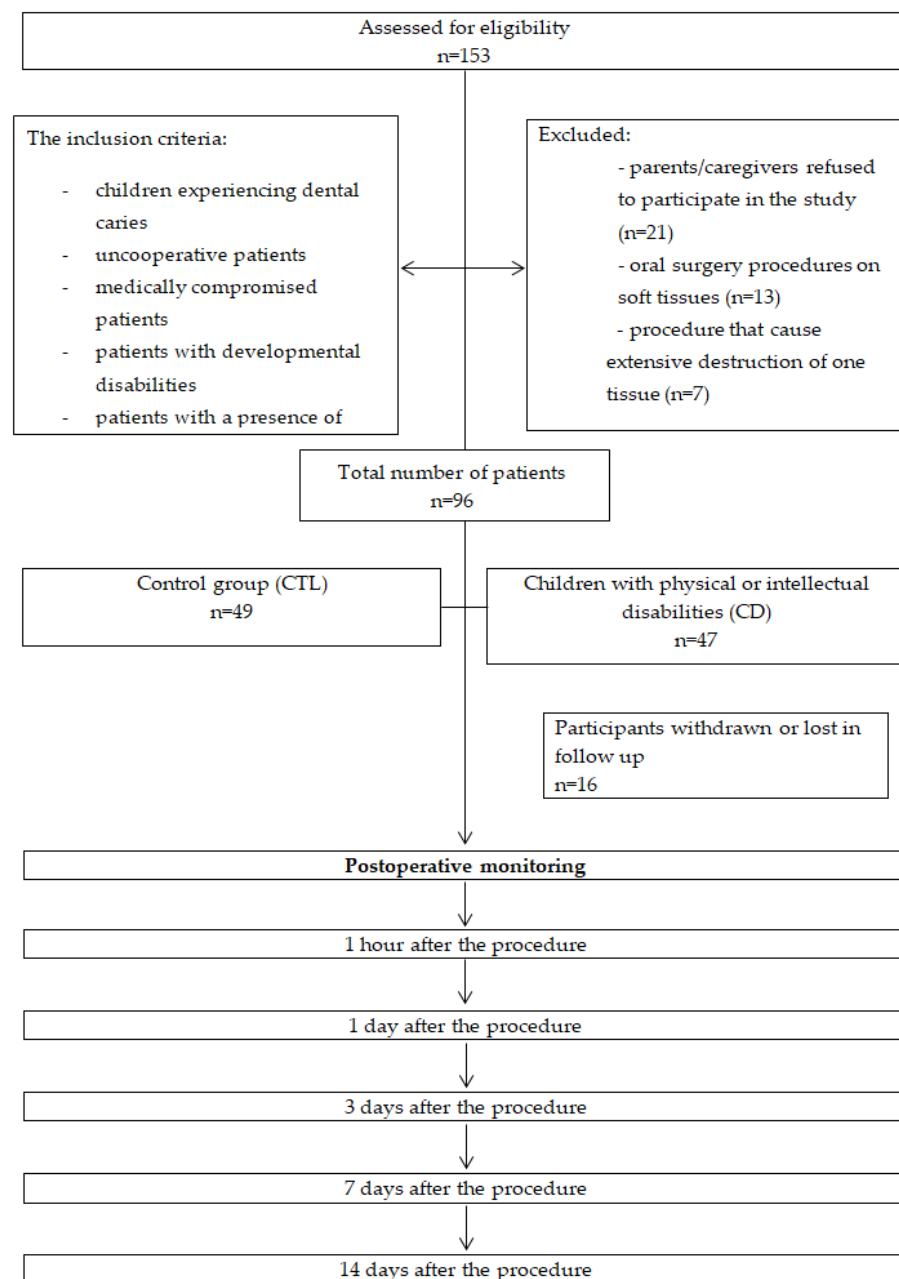 Assessed for eligibility
n=153
The inclusion criteria:
- children experiencing dental
caries
- uncooperative patients
- medically compromised
patients
- patients with developmental
disabilities
- patients with a presence of
Excluded:
- parents/caregivers refused
to participate in the study
(n=21)
- oral surgery procedures on
soft tissues (n=13)
- procedure that cause
extensive destruction of one
tissue (n=7)
Total number of patients
n=96
Control group (CTL)
n=49
Children with physical or intellectual
disabilities (CD)
n=47
Participants withdrawn or lost in
follow up
n=16
Postoperative monitoring
1 hour after the procedure
1 day after the procedure
3 days after the procedure
7 days after the procedure
14 days after the procedure